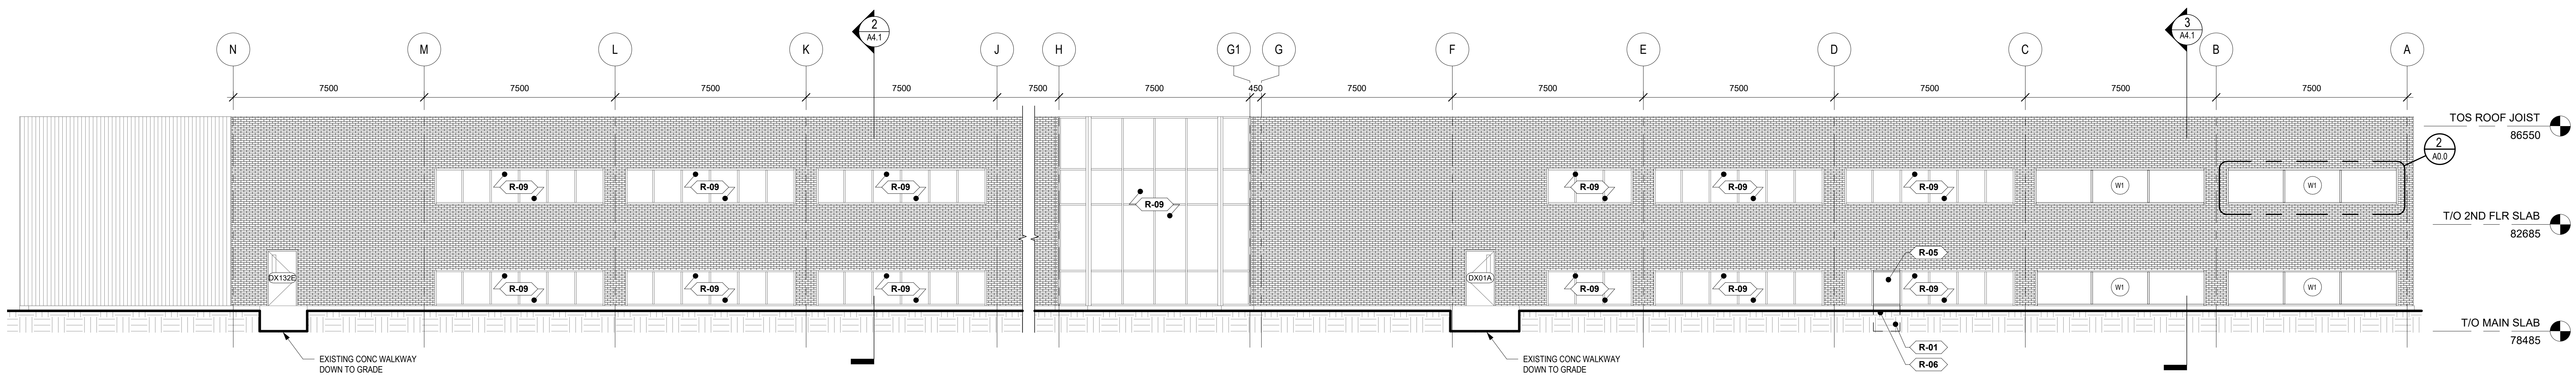 2
A4.1
3
A4.1
N
M
L
K
J
H
G1
G
F
E
D
C
B
A
7500
7500
7500
7500
7500
7500
450
7500
7500
7500
7500
7500
TOS ROOF JOIST
86550
2
A0.0
R-09
R-09
R-09
R-09
R-09
R-09
R-09
W1
W1
T/O 2ND FLR SLAB
82685
R-05
DX132E
R-09
R-09
R-09
DX01A
R-09
R-09
R-09
W1
W1
T/O MAIN SLAB
78485
R-01
R-06
EXISTING CONC WALKWAY
DOWN TO GRADE
EXISTING CONC WALKWAY
DOWN TO GRADE